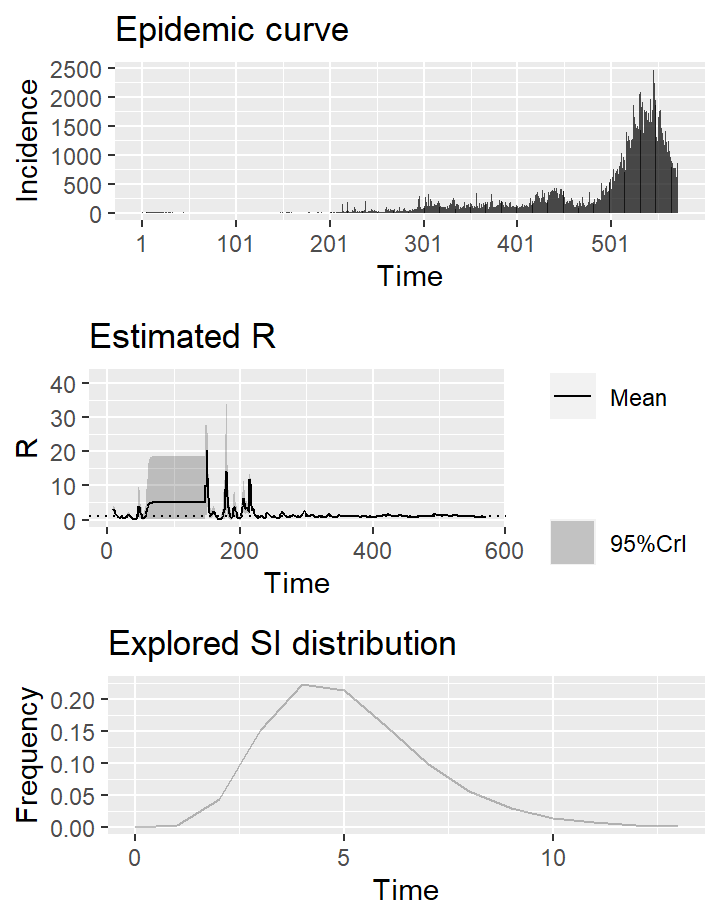 Epidemic curve
2500
2000
1500
1000
500
0
Incidence
1 101 201 301 401 501
Time
Estimated R
40
30
20
10
0
R
0 200 400 600
Time
Mean
95%CrI
Explored SI distribution
0.20
0.15
0.10
0.05
0.00
Frequency
0 5 10
Time